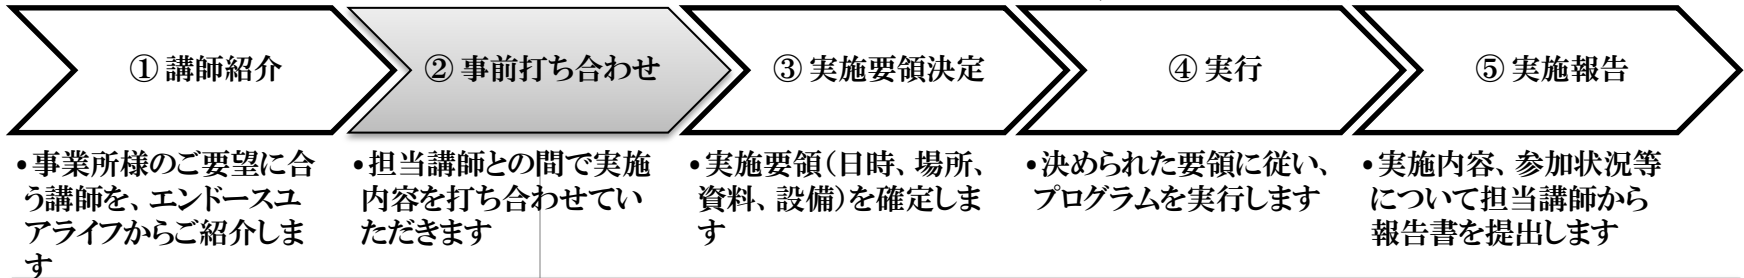 ① 講師紹介
② 事前打ち合わせ
③ 実施要領決定
④ 実行
⑤ 実施報告
•事業所様のご要望に合
う講師を、エンドースユ
アライフからご紹介しま
す
•担当講師との間で実施
内容を打ち合わせてい
ただきます
•実施要領(日時、場所、
資料、設備)を確定しま
す
•決められた要領に従い、
プログラムを実行します
•実施内容、参加状況等
について担当講師から
報告書を提出します